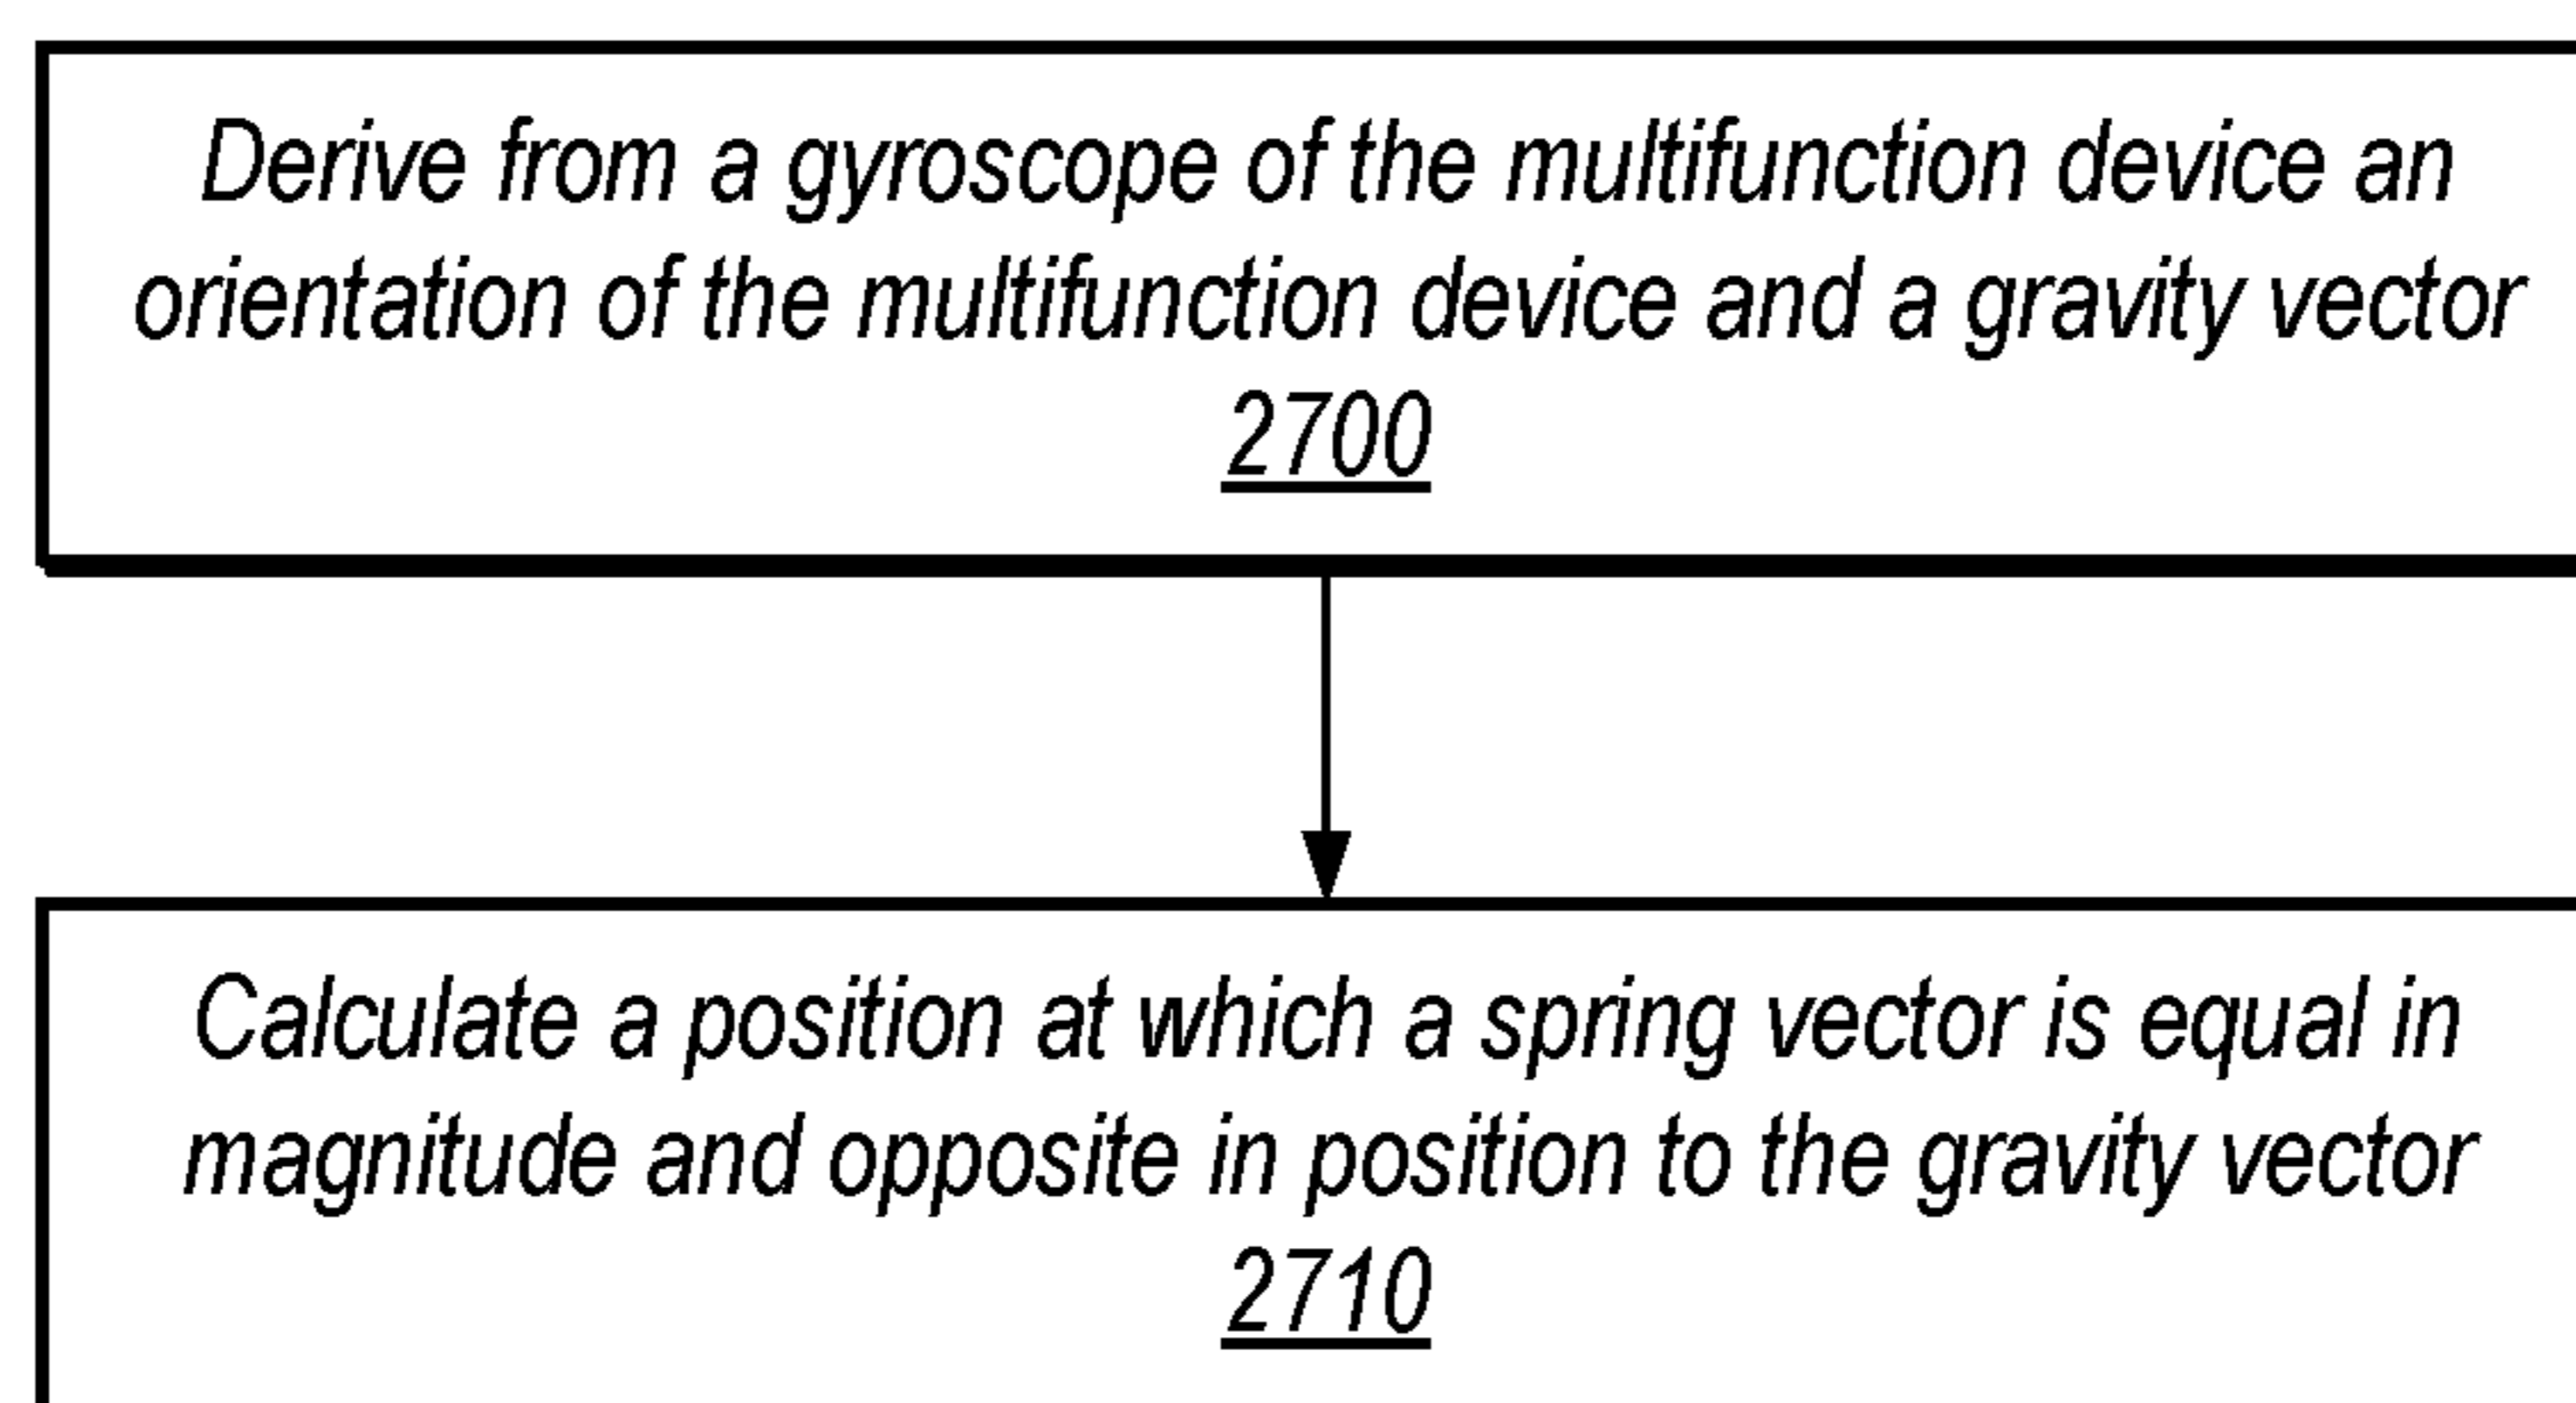 Derive from a gyroscope of the multifunction device an
orientation of the multifunction device and a gravity vector
2700
Calculate a position at which a spring vector is equal in
magnitude and opposite in position to the gravity vector
2710